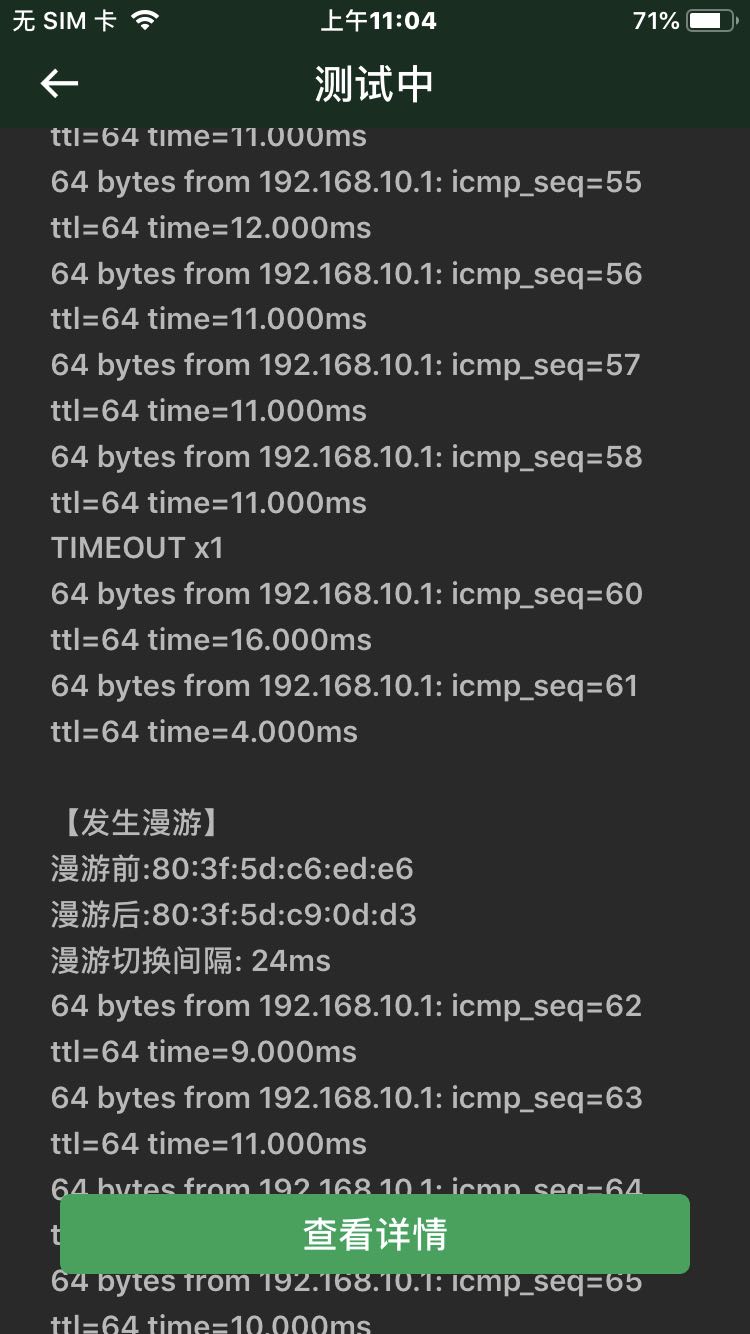 无 SIM 卡
上午11:04
71%
测试中
ttl=64 time=11.000ms
64 bytes from 192.168.10.1: icmp_seq=55
ttl=64 time=12.000ms
64 bytes from 192.168.10.1: icmp_seq=56
ttl=64 time=11.000ms
64 bytes from 192.168.10.1: icmp_seq=57
ttl=64 time=11.000ms
64 bytes from 192.168.10.1: icmp_seq=58
ttl=64 time=11.000ms
TIMEOUT x1
64 bytes from 192.168.10.1: icmp_seq=60
ttl=64 time=16.000ms
64 bytes from 192.168.10.1: icmp_seq=61
ttl=64 time=4.000ms
【发生漫游】
漫游前:80:3f:5d:c6:ed:e6
漫游后:80:3f:5d:c9:0d:d3
漫游切换间隔: 24ms
64 bytes from 192.168.10.1: icmp_seq=62
ttl=64 time=9.000ms
64 bytes from 192.168.10.1: icmp_seq=63
ttl=64 time=11.000ms
64 bytes from 192.168.10.1: icmp_seq=64
查看详情
64 bytes from 192.168.10.1: icmp_seq=65
ttl=64 time=10.000ms